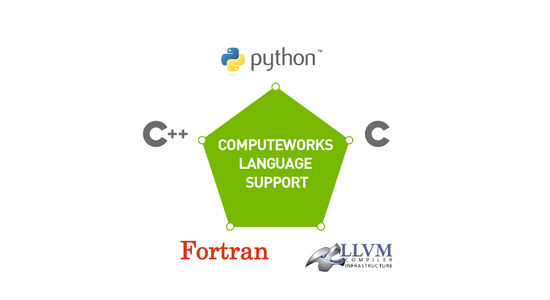 python™
C++
C
COMPUTEWORKS
LANGUAGE
SUPPORT
Fortran
LLVM
COMPILER
INFRASTRUCTURE